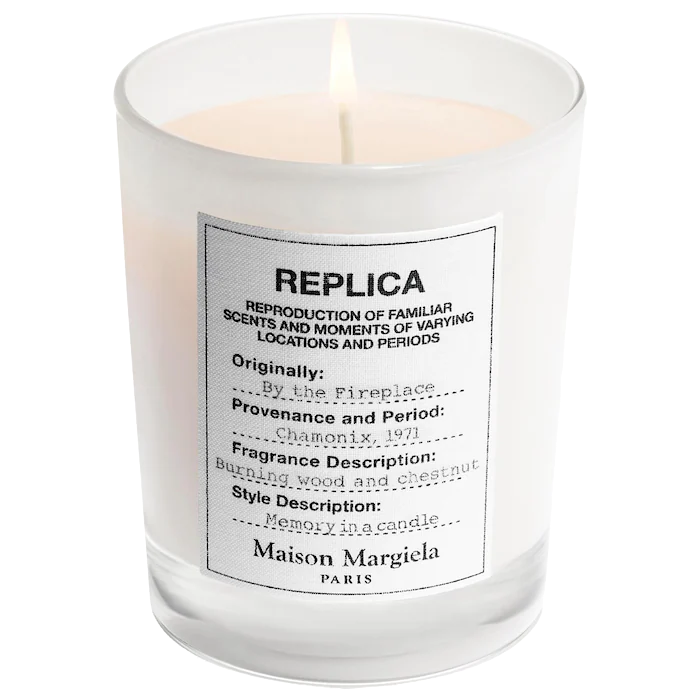 REPLICA
REPRODUCTION OF FAMILIAR
SCENTS AND MOMENTS OF VARYING
LOCATIONS AND PERIODS
Originally:
By the Fireplace
Provenance and Period:
Chamonix, 1971
Fragrance Description:
Burning wood and chestnut
Style Description:
Memory in a candle
Maison Margiela
PARIS